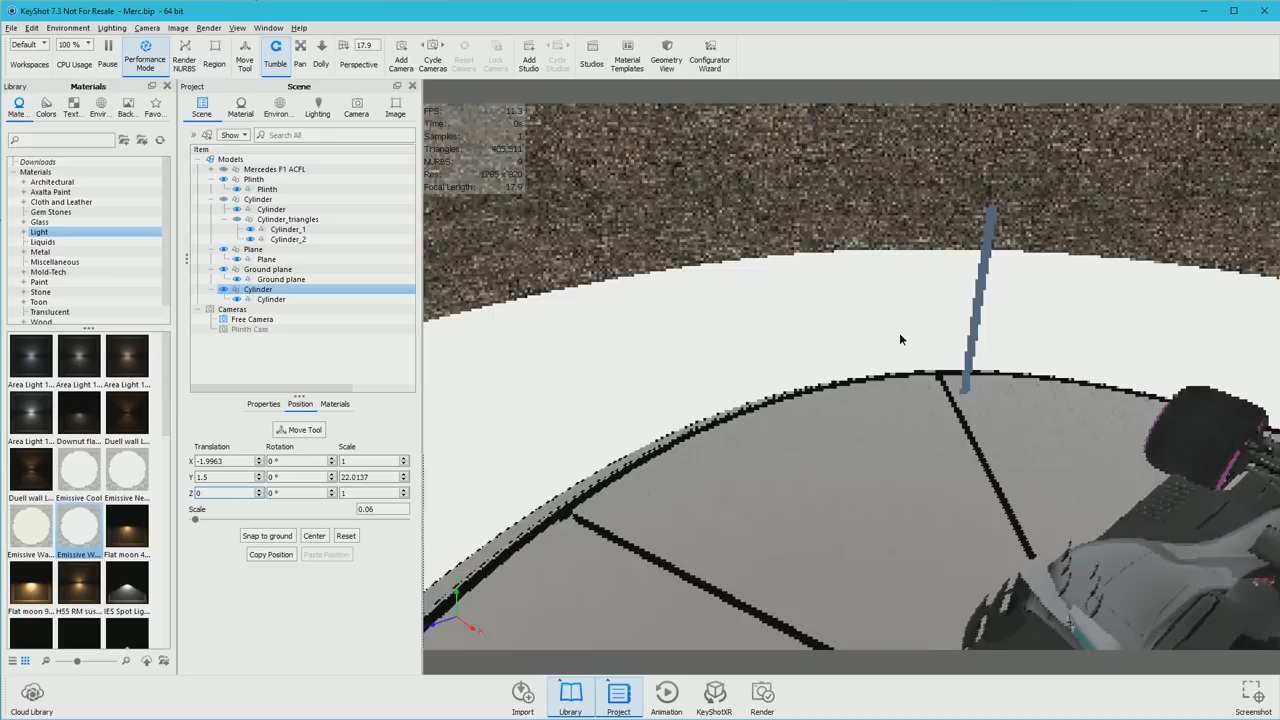 KeyShot 7.3 Not For Resale - Merc.bip - 64 bit
File Edit Environment Lighting Camera Image Render View Window Help
Default 100 % 17.9
Workspaces CPU Usage Pause Performance Mode Render NURBS Region Move Tool Tumble Pan Dolly Perspective Add Camera Cycle Cameras Reset Camera Lock Camera Add Studio Cycle Studios Studios Material Templates Geometry View Configurator Wizard
Library Materials
Mate... Colors Text... Envir... Back... Favo...
Downloads
Materials
Architectural
Axalta Paint
Cloth and Leather
Gem Stones
Glass
Light
Liquids
Metal
Miscellaneous
Mold-Tech
Paint
Stone
Toon
Translucent
Wood
Area Light 1... Area Light 1... Area Light 1...
Area Light 1... Downut fla... Duell wall L...
Duell wall L... Emissive Cool Emissive Ne...
Emissive Wa... Emissive W... Flat moon 4...
Flat moon 9... H55 RM sus... IES Spot Lig...
Project Scene
Scene Material Environ... Lighting Camera Image
Show Search All
Item
Models
Mercedes F1 ACFL
Plinth
Plinth
Cylinder
Cylinder
Cylinder_triangles
Cylinder_1
Cylinder_2
Plane
Plane
Ground plane
Ground plane
Cylinder
Cylinder
Cameras
Free Camera
Plinth Cam
Properties Position Materials
Move Tool
Translation Rotation Scale
X -1.9963 0 ° 1
Y 1.5 0 ° 22.0137
Z 0 0 ° 1
Scale 0.06
Snap to ground Center Reset
Copy Position Paste Position
FPS: 11.3
Time: 0s
Samples: 1
Triangles: 405,511
NURBS: 9
Res: 1285 x 820
Focal Length: 17.9
Cloud Library Import Library Project Animation KeyShotXR Render Screenshot